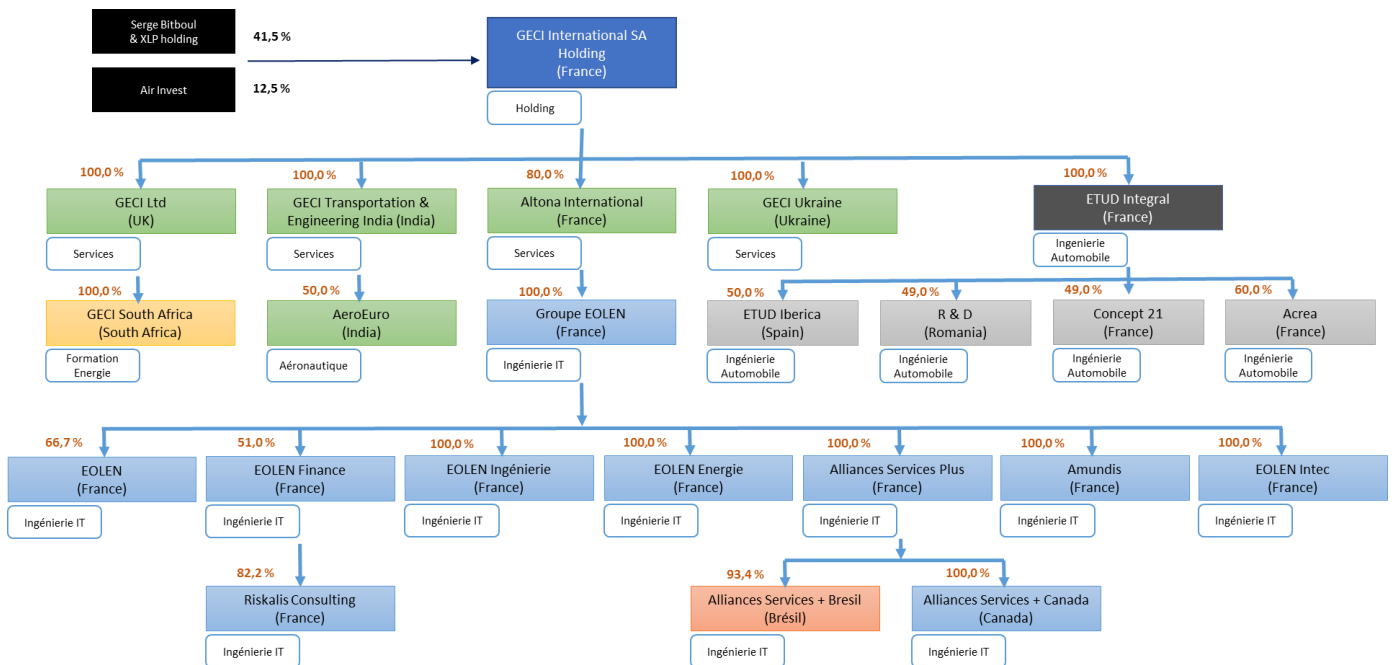 Serge Bitboul
& XLP holding
41,5 %
Air Invest
12,5 %
GECI International SA
Holding
(France)
Holding
100,0 %
GECI Ltd
(UK)
Services
100,0 %
GECI Transportation &
Engineering India (India)
Services
80,0 %
Altona International
(France)
Services
100,0 %
GECI Ukraine
(Ukraine)
Services
100,0 %
ETUD Integral
(France)
Ingenierie
Automobile
100,0 %
GECI South Africa
(South Africa)
Formation
Energie
50,0 %
AeroEuro
(India)
Aéronautique
100,0 %
Groupe EOLEN
(France)
Ingénierie IT
50,0 %
ETUD Iberica
(Spain)
Ingénierie
Automobile
49,0 %
R & D
(Romania)
Ingénierie
Automobile
49,0 %
Concept 21
(France)
Ingénierie
Automobile
60,0 %
Acrea
(France)
Ingénierie
Automobile
66,7 %
EOLEN
(France)
Ingénierie IT
51,0 %
EOLEN Finance
(France)
Ingénierie IT
100,0 %
EOLEN Ingénierie
(France)
Ingénierie IT
100,0 %
EOLEN Energie
(France)
Ingénierie IT
100,0 %
Alliances Services Plus
(France)
Ingénierie IT
100,0 %
Amundis
(France)
Ingénierie IT
100,0 %
EOLEN Intec
(France)
Ingénierie IT
82,2 %
Riskalis Consulting
(France)
Ingénierie IT
93,4 %
Alliances Services + Bresil
(Brésil)
Ingénierie IT
100,0 %
Alliances Services + Canada
(Canada)
Ingénierie IT